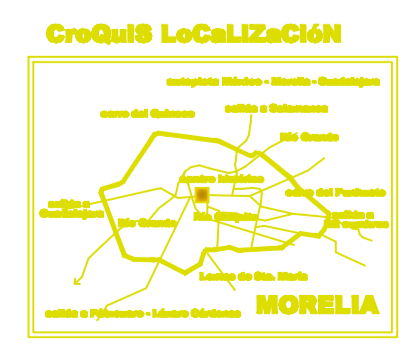 CroQuiS LoCaLiZaCióN
autopista México - Morelia - Guadalajara
salida a Salamanca
cerro del Quinceo
Río Grande
centro histórico
cerro del Punhuato
salida a
Guadalajara
salida a
mil cumbres
Río Grande
Río Chiquito
Lomas de Sta. María
MORELIA
salida a Pátzcuaro - Lázaro Cárdenas